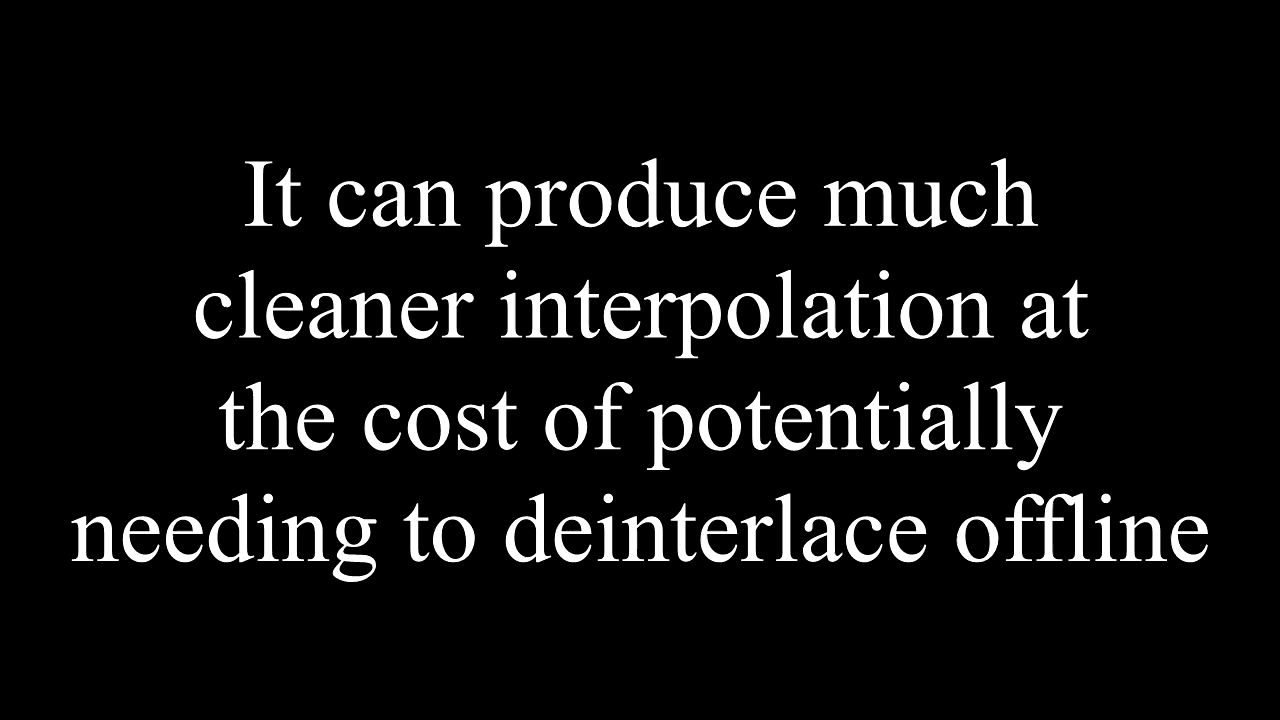 It can produce much
cleaner interpolation at
the cost of potentially
needing to deinterlace offline